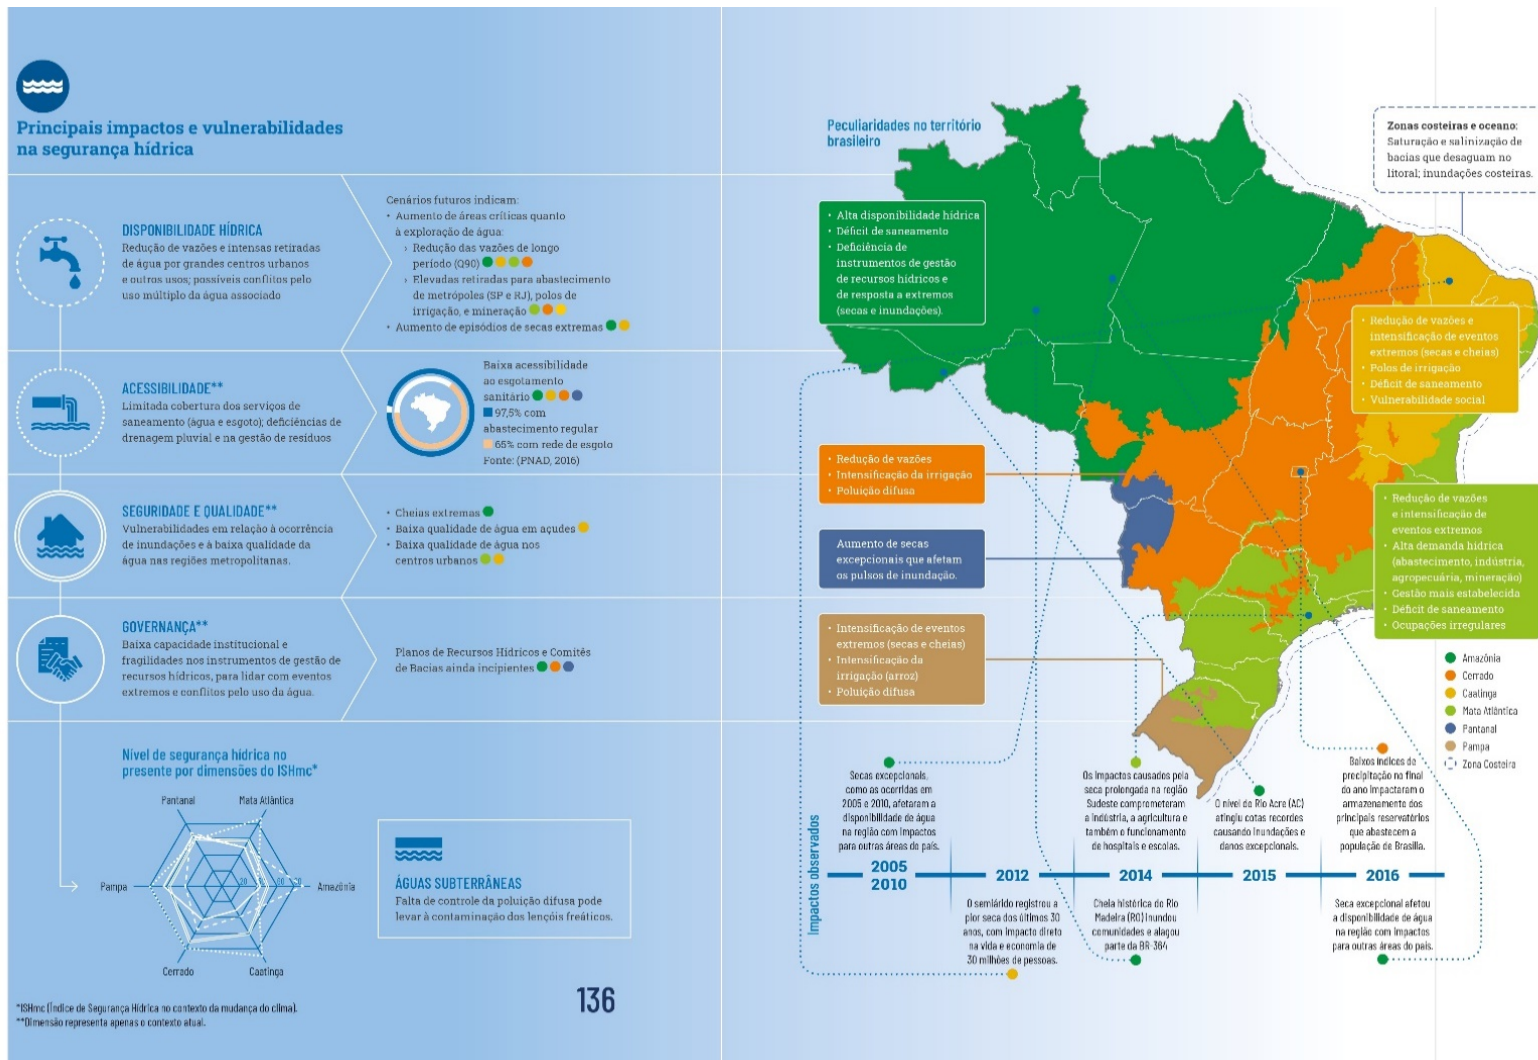 Principais impactos e vulnerabilidades
na segurança hídrica
DISPONIBILIDADE HÍDRICA
Redução de vazões e intensas retiradas
de água por grandes centros urbanos
e outros usos; possíveis conflitos pelo
uso múltiplo da água associado
Cenários futuros indicam:
• Aumento de áreas críticas quanto
à exploração de água:
› Redução das vazões de longo
período (Q90)
› Elevadas retiradas para abastecimento
de metrópoles (SP e RJ), polos de
irrigação, e mineração
• Aumento de episódios de secas extremas
ACESSIBILIDADE**
Limitada cobertura dos serviços de
saneamento (água e esgoto); deficiências de
drenagem pluvial e na gestão de resíduos
Baixa acessibilidade
ao esgotamento
sanitário
97,5% com
abastecimento regular
65% com rede de esgoto
Fonte: (PNAD, 2016)
SEGURIDADE E QUALIDADE**
Vulnerabilidades em relação à ocorrência
de inundações e à baixa qualidade da
água nas regiões metropolitanas.
• Cheias extremas
• Baixa qualidade de água em açudes
• Baixa qualidade de água nos
centros urbanos
GOVERNANÇA**
Baixa capacidade institucional e
fragilidades nos instrumentos de gestão de
recursos hídricos, para lidar com eventos
extremos e conflitos pelo uso da água.
Planos de Recursos Hídricos e Comitês
de Bacias ainda incipientes
Nível de segurança hídrica no
presente por dimensões do ISHmc*
Pantanal
Mata Atlântica
Pampa
Amazônia
Cerrado
Caatinga
20
60
ÁGUAS SUBTERRÂNEAS
Falta de controle da poluição difusa pode
levar à contaminação dos lençóis freáticos.
*ISHmc (Índice de Segurança Hídrica no contexto da mudança do clima).
**Dimensão representa apenas o contexto atual.
136
Peculiaridades no território
brasileiro
Zonas costeiras e oceano:
Saturação e salinização de
bacias que desaguam no
litoral; inundações costeiras.
• Alta disponibilidade hídrica
• Déficit de saneamento
• Deficiência de
instrumentos de gestão
de recursos hídricos e
de resposta a extremos
(secas e inundações).
• Redução de vazões e
intensificação de eventos
extremos (secas e cheias)
• Polos de irrigação
• Déficit de saneamento
• Vulnerabilidade social
• Redução de vazões
• Intensificação da irrigação
• Poluição difusa
Aumento de secas
excepcionais que afetam
os pulsos de inundação.
• Redução de vazões
e intensificação de
eventos extremos
• Alta demanda hídrica
(abastecimento, indústria,
agropecuária, mineração)
• Gestão mais estabelecida
• Déficit de saneamento
• Ocupações irregulares
• Intensificação de eventos
extremos (secas e cheias)
• Intensificação da
irrigação (arroz)
• Poluição difusa
Amazônia
Cerrado
Caatinga
Mata Atlântica
Pantanal
Pampa
Zona Costeira
Impactos observados
Secas excepcionais,
como as ocorridas em
2005 e 2010, afetaram a
disponibilidade de água
na região com impactos
para outras áreas do país.
2005
2010
2012
O semiárido registrou a
pior seca dos últimos 30
anos, com impacto direto
na vida e economia de
30 milhões de pessoas.
Os impactos causados pela
seca prolongada na região
Sudeste comprometeram
a indústria, a agricultura e
também o funcionamento
de hospitais e escolas.
2014
Cheia histórica do Rio
Madeira (RO) inundou
comunidades e alagou
parte da BR-364
O nível do Rio Acre (AC)
atingiu cotas recordes
causando inundações e
danos excepcionais.
2015
Baixos índices de
precipitação no final
do ano impactaram o
armazenamento dos
principais reservatórios
que abastecem a
população de Brasília.
2016
Seca excepcional afetou
a disponibilidade de água
na região com impactos
para outras áreas do país.